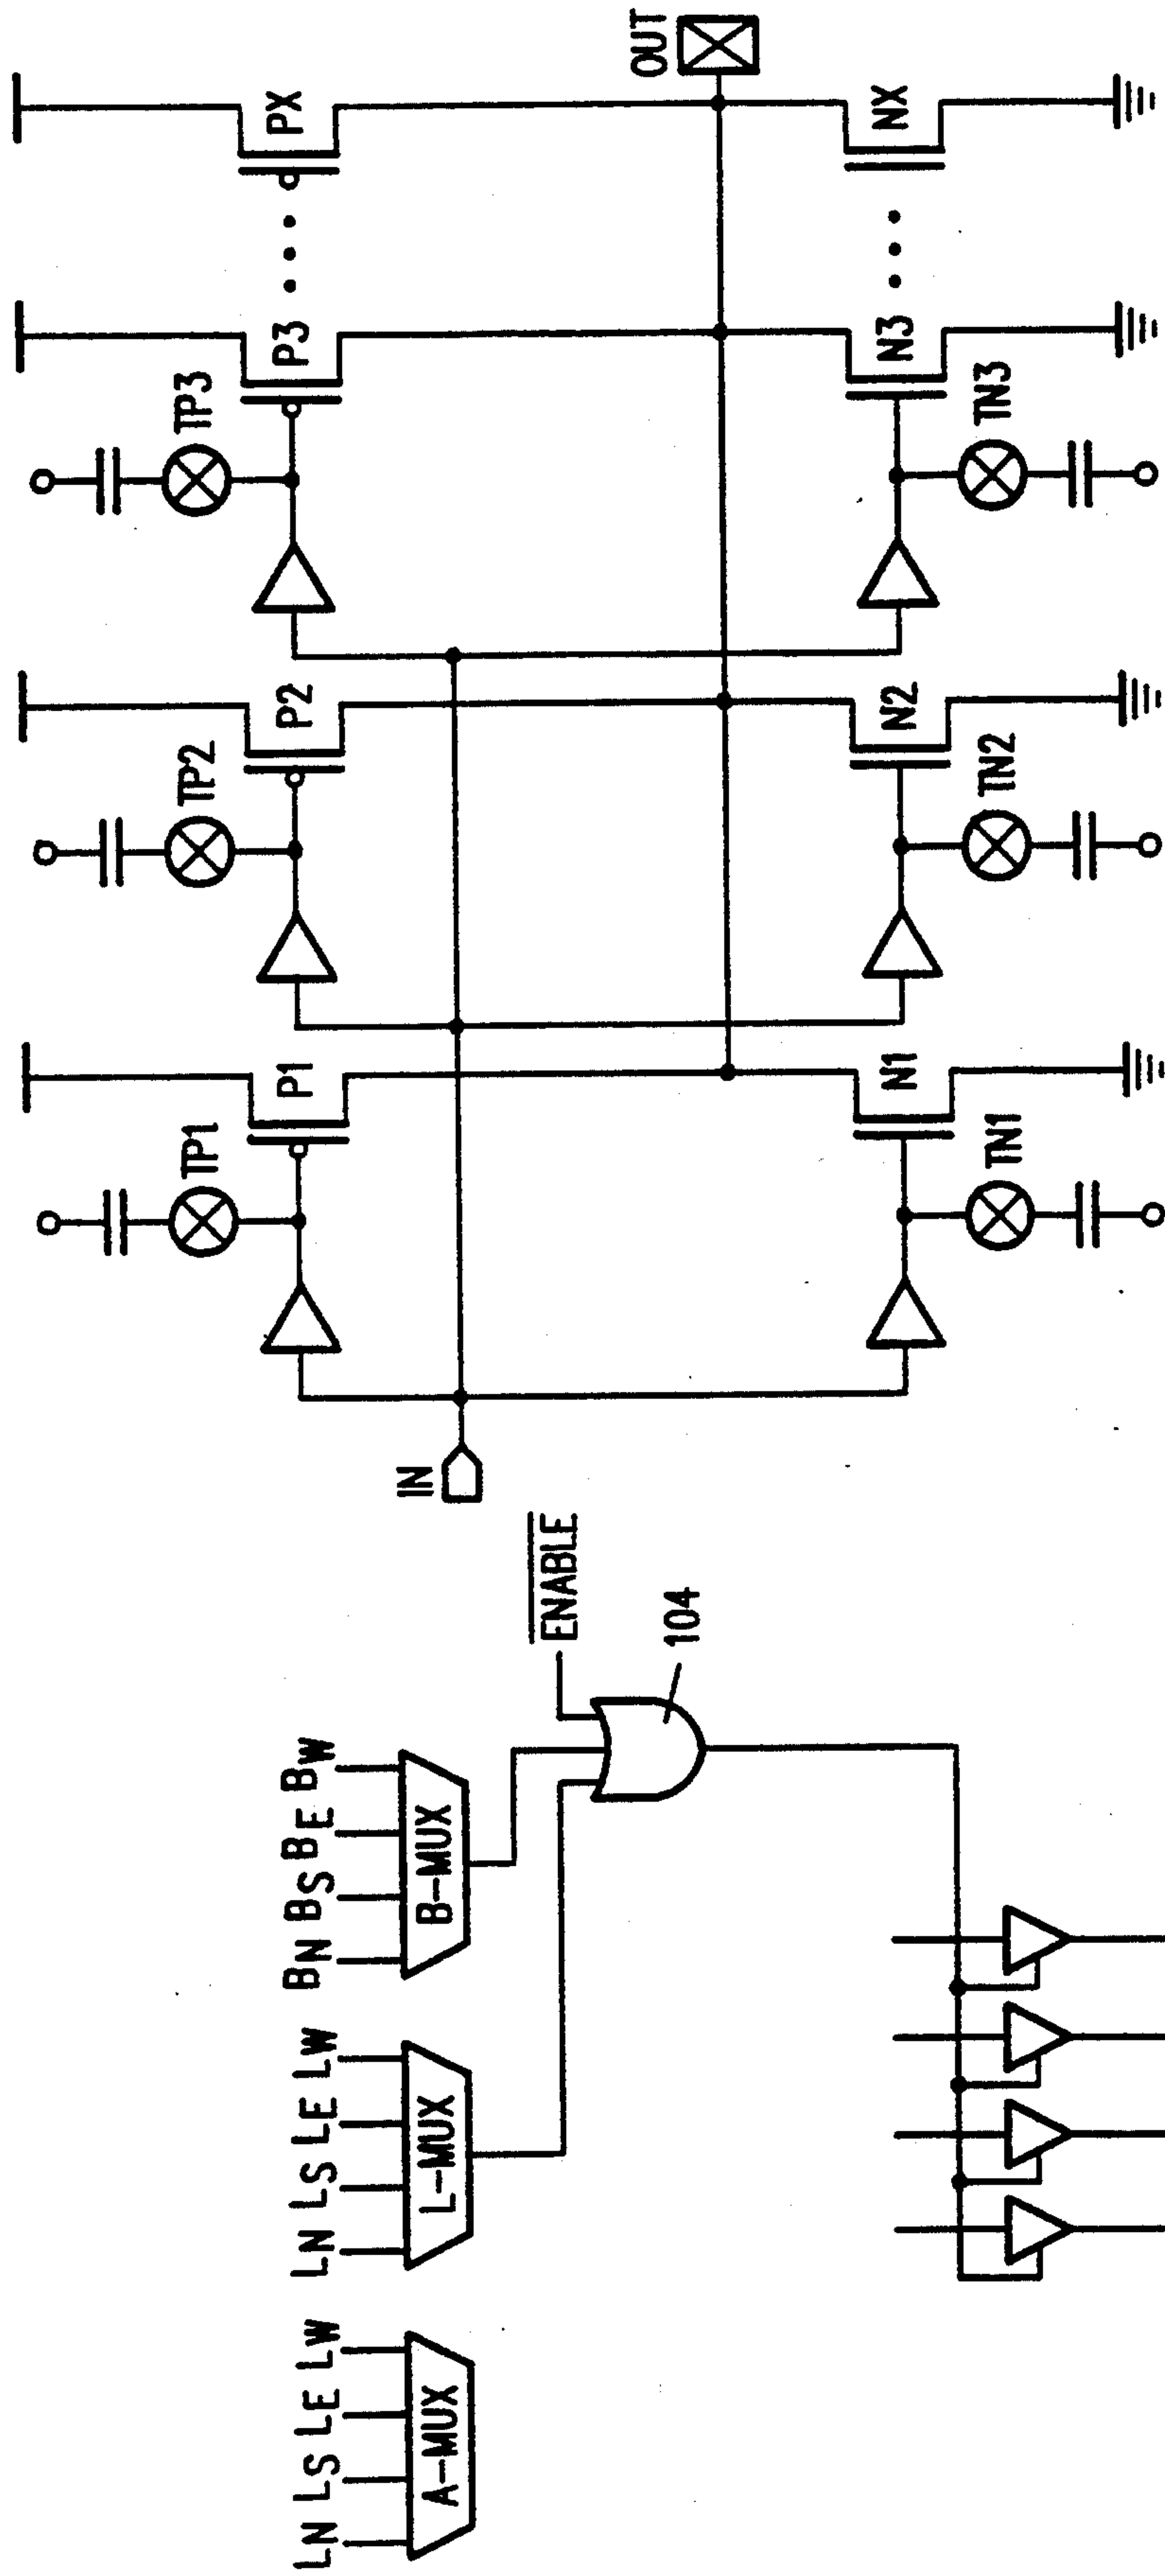 LN LS LE LW
A-MUX
LN LS LE LW
L-MUX
BN BS BE BW
B-MUX
ENABLE
104
IN
OUT
TP1
P1
TP2
P2
TP3
P3
PX
N1
TN1
N2
TN2
N3
TN3
NX